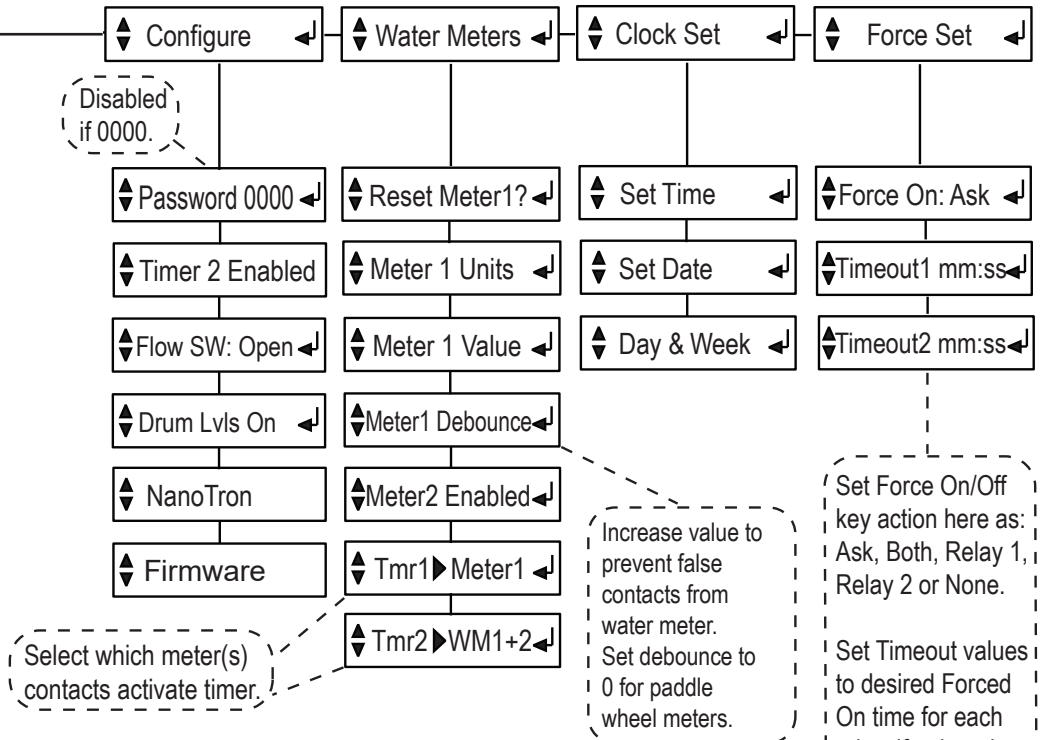 Configure
Water Meters
Clock Set
Force Set
Disabled
if 0000.
Password 0000
Timer 2 Enabled
Flow SW: Open
Drum Lvls On
NanoTron
Firmware
Reset Meter1?
Meter 1 Units
Meter 1 Value
Meter1 Debounce
Meter2 Enabled
Tmr1▶Meter1
Tmr2▶WM1+2
Select which meter(s)
contacts activate timer.
Set Time
Set Date
Day & Week
Increase value to
prevent false
contacts from
water meter.
Set debounce to
0 for paddle
wheel meters.
Force On: Ask
Timeout1 mm:ss
Timeout2 mm:ss
Set Force On/Off
key action here as:
Ask, Both, Relay 1,
Relay 2 or None.
Set Timeout values
to desired Forced
On time for each